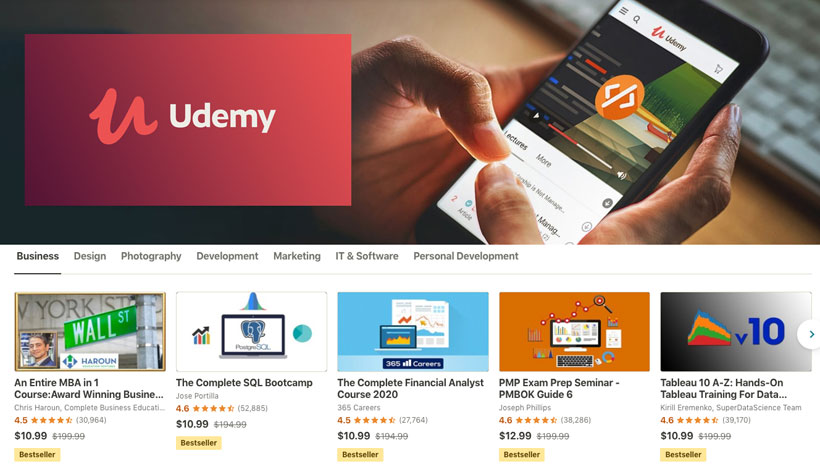 Udemy
Udemy
Lectures
More
Article
Business
Design
Photography
Development
Marketing
IT & Software
Personal Development
WALL ST
HAROUN
PostgreSQL
365 Careers
v10
An Entire MBA in 1
Course:Award Winning Busine...
Chris Haroun, Complete Business Educati...
4.5 (30,964)
$10.99 $199.99
Bestseller
The Complete SQL Bootcamp
Jose Portilla
4.6 (52,885)
$10.99 $194.99
Bestseller
The Complete Financial Analyst
Course 2020
365 Careers
4.5 (27,764)
$10.99 $194.99
Bestseller
PMP Exam Prep Seminar -
PMBOK Guide 6
Joseph Phillips
4.6 (38,286)
$12.99 $199.99
Bestseller
Tableau 10 A-Z: Hands-On
Tableau Training For Data...
Kirill Eremenko, SuperDataScience Team
4.6 (39,170)
$10.99 $199.99
Bestseller